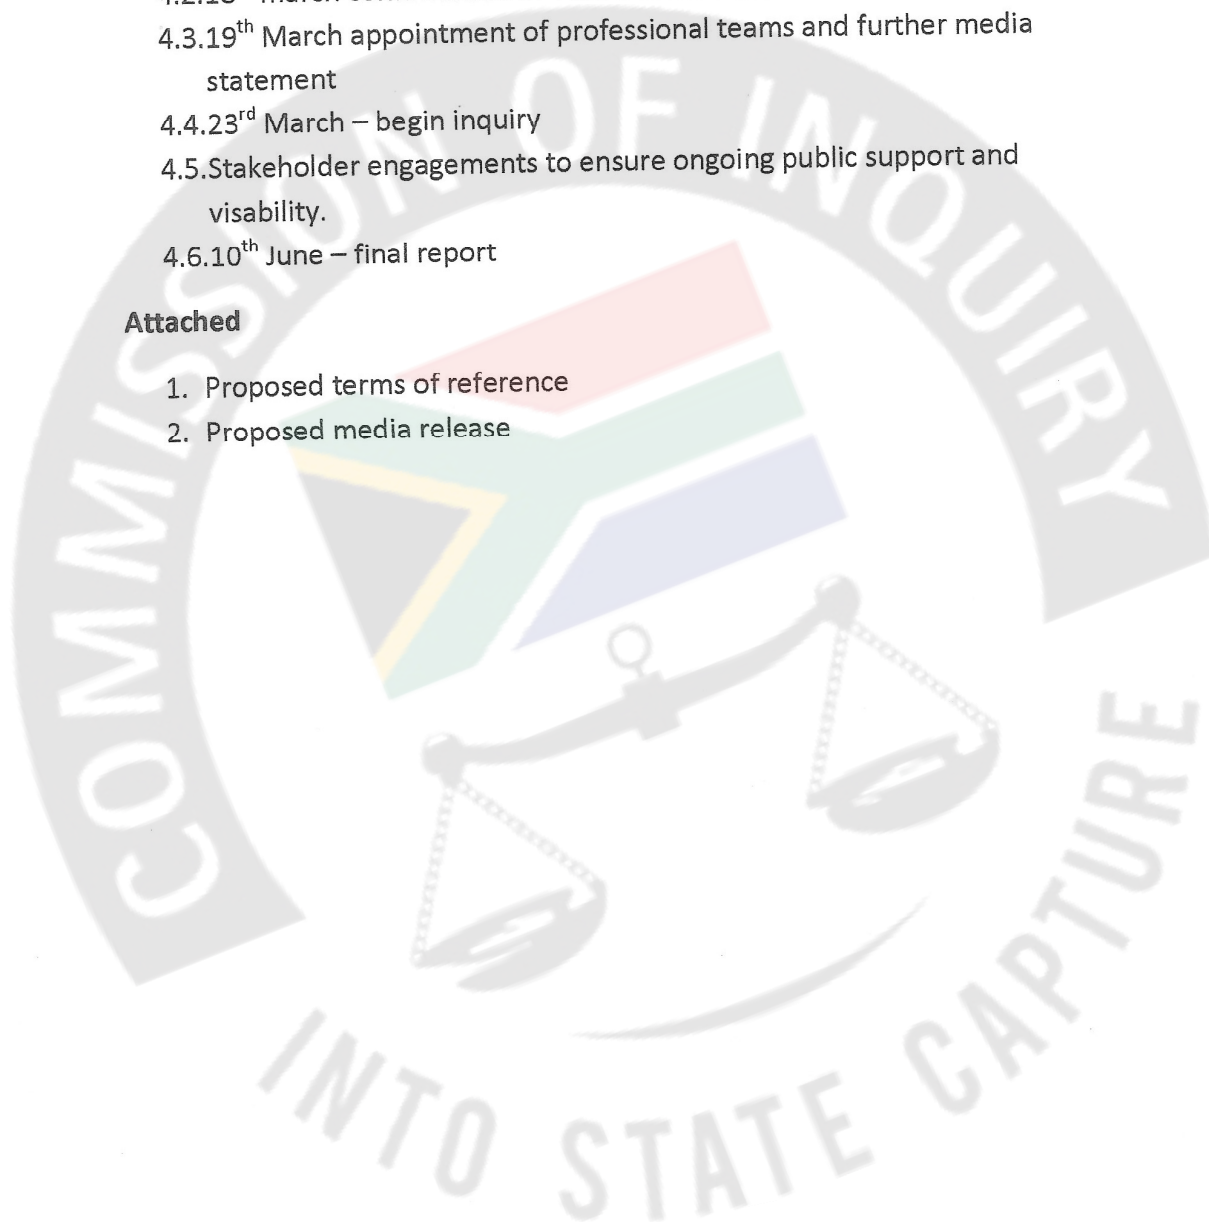 4.3.19th March appointment of professional teams and further media
statement
4.4.23rd March – begin inquiry
4.5.Stakeholder engagements to ensure ongoing public support and
visability.
4.6.10th June – final report
Attached
1. Proposed terms of reference
2. Proposed media release
COMMISSION OF INQUIRY
INTO STATE CAPTURE